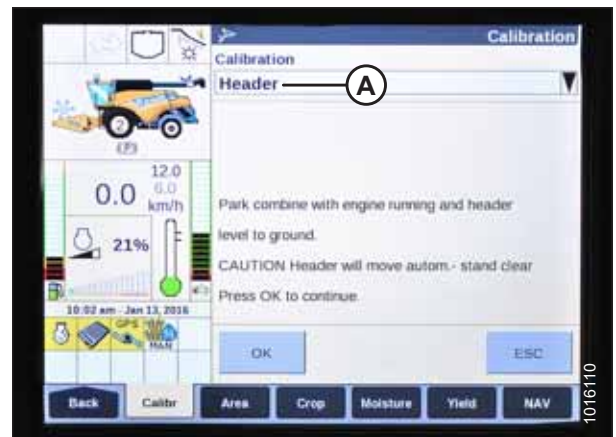 Calibration
Calibration
Header
A
2
(P)
12.0
6.0
0.0 km/h
21%
Park combine with engine running and header
level to ground.
CAUTION Header will move autom.- stand clear
Press OK to continue
10:02 am Jan 13, 2016
GPS
MAN
OK
ESC
Back
Calibr
Area
Crop
Moisture
Yield
NAV
1016110